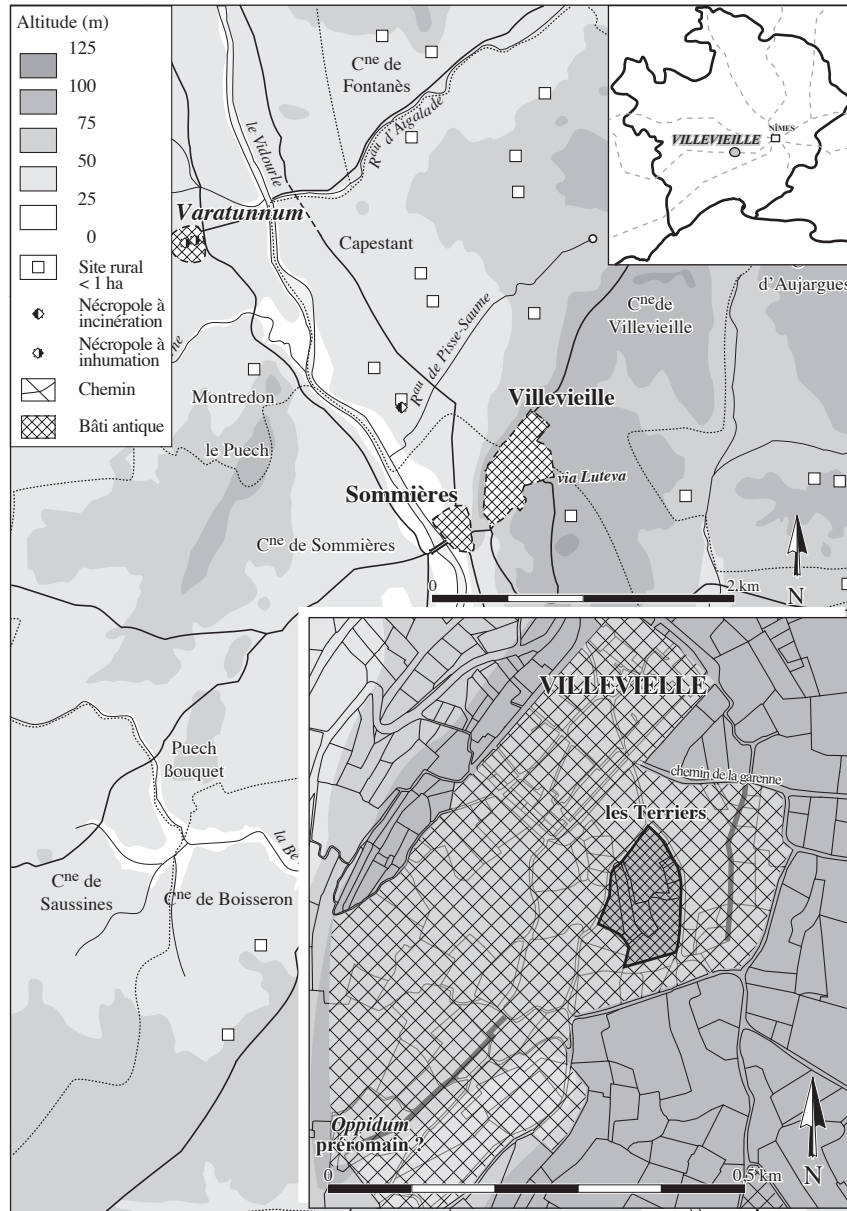 Altitude (m)
125
100
75
50
25
0
Site rural
< 1 ha
Nécropole à
incinération
Nécropole à
inhumation
Chemin
Bâti antique
Cne de
Fontanès
le Vidourle
Rau d'Aigalade
Varatunnum
Capestant
Rau de Pisse-Saume
NÎMES
VILLEVIEILLE
d'Aujargues
Cne de
Villevieille
Montredon
le Puech
Villevieille
via Luteva
Sommières
Cne de Sommières
0
2 km
N
Puech
Bouquet
Cne de
Saussines
Cne de Boisseron
VILLEVIELLE
chemin de la garenne
les Terriers
Oppidum
préromain ?
0
0,5 km
N